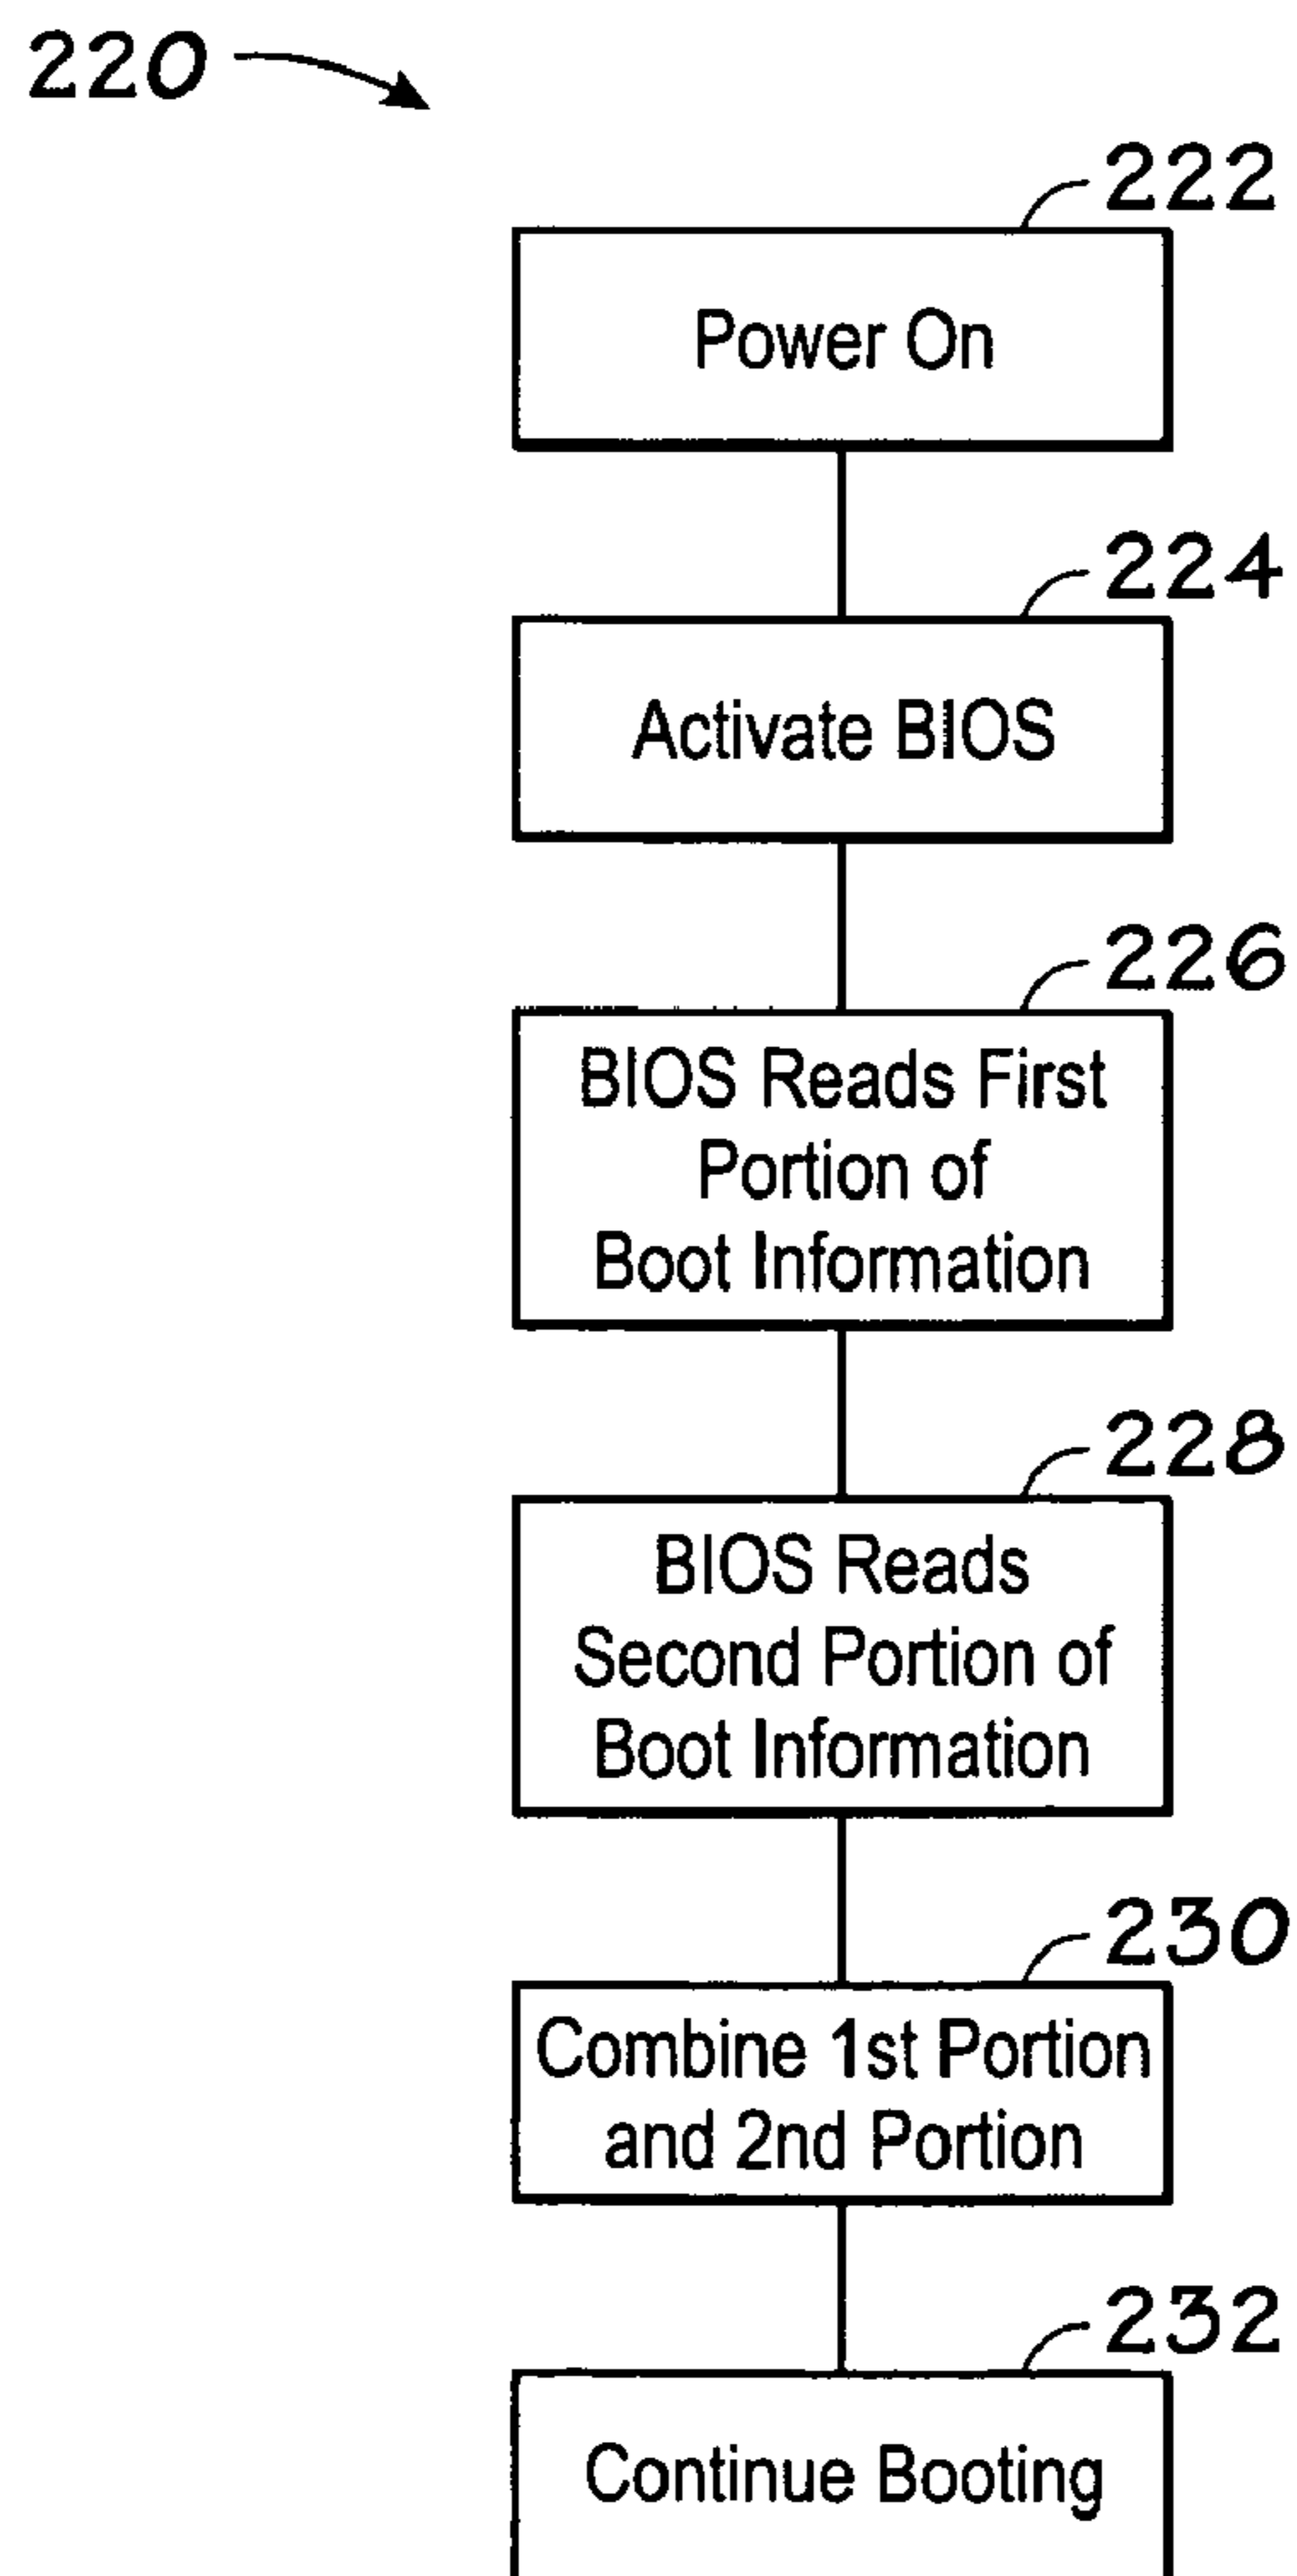 220
222
Power On
224
Activate BIOS
226
BIOS Reads First
Portion of
Boot Information
228
BIOS Reads
Second Portion of
Boot Information
230
Combine 1st Portion
and 2nd Portion
232
Continue Booting